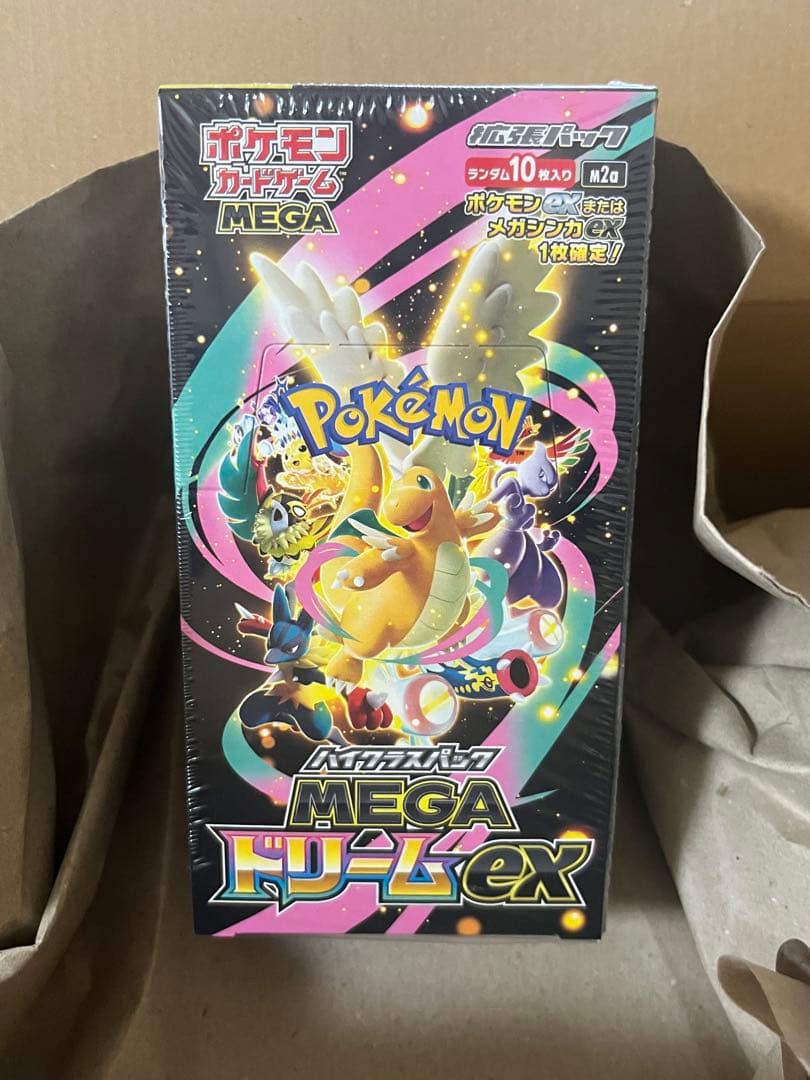 ポケモン
カードゲーム™
MEGA
拡張パック
ランダム10枚入り
M2a
ポケモンexまたは
メガシンカex
1枚確定!
POKÉMON™
ハイクラスパック
MEGA
ドリームex